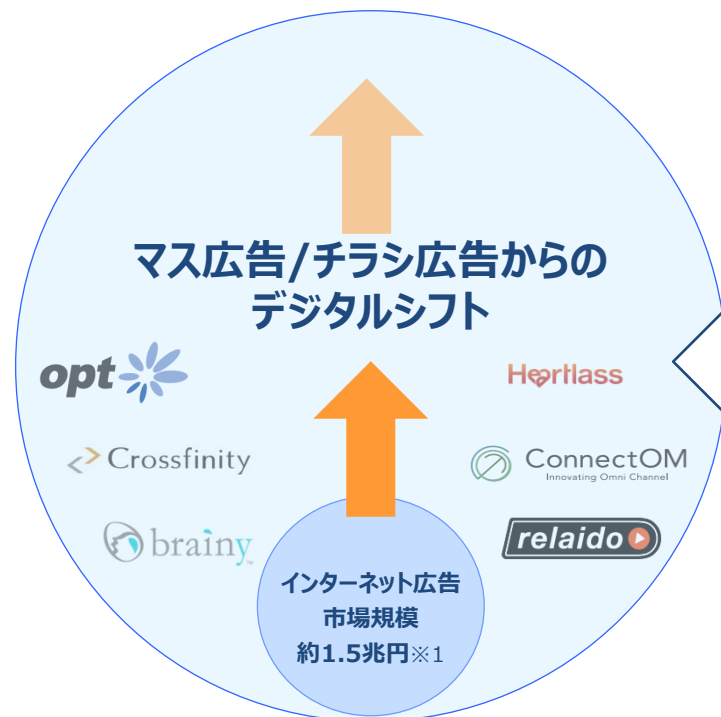 マス広告/チラシ広告からの
デジタルシフト
opt
Heartlass
Crossfinity
ConnectOM
Innovating Omni Channel
brainy™
relaido
インターネット広告
市場規模
約1.5兆円※1